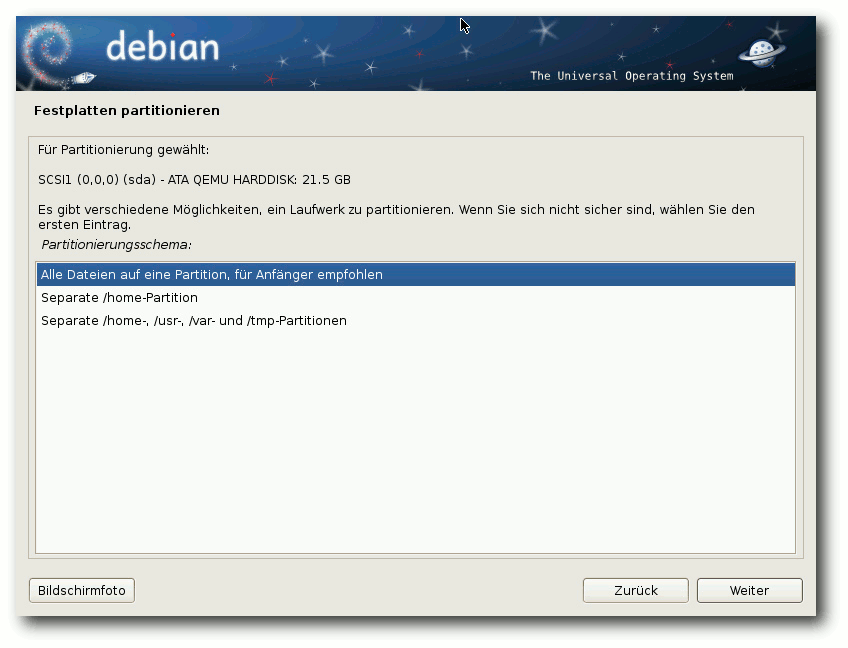 debian
The Universal Operating System
Festplatten partitionieren
Für Partitionierung gewählt:
SCSI1 (0,0,0) (sda) - ATA QEMU HARDDISK: 21.5 GB
Es gibt verschiedene Möglichkeiten, ein Laufwerk zu partitionieren. Wenn Sie sich nicht sicher sind, wählen Sie den
ersten Eintrag.
Partitionierungsschema:
Alle Dateien auf eine Partition, für Anfänger empfohlen
Separate /home-Partition
Separate /home-, /usr-, /var- und /tmp-Partitionen
Bildschirmfoto
Zurück
Weiter